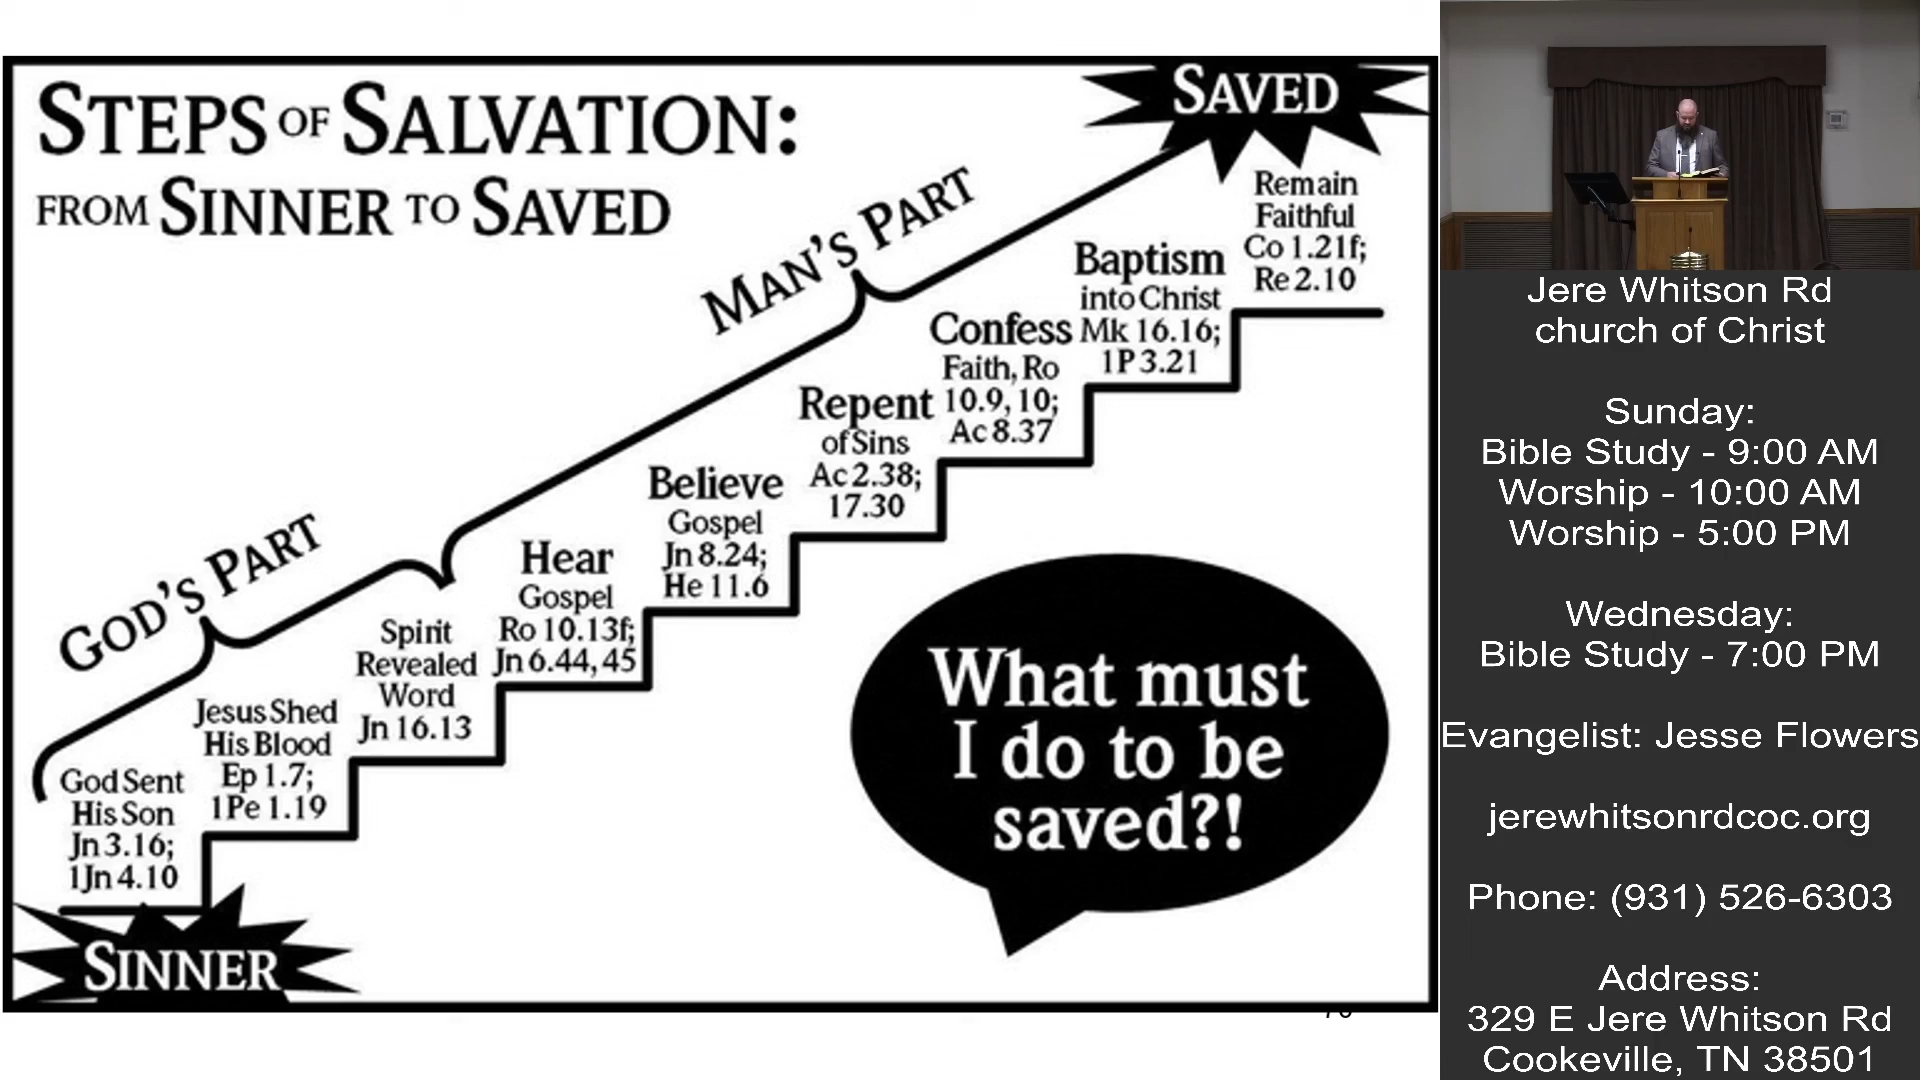 STEPS OF SALVATION:
FROM SINNER TO SAVED
SAVED
MAN'S PART
GOD'S PART
God Sent
His Son
Jn 3.16;
1Jn 4.10
Jesus Shed
His Blood
Ep 1.7;
1Pe 1.19
Spirit
Revealed
Word
Jn 16.13
Hear
Gospel
Ro 10.13f;
Jn 6.44, 45
Believe
Gospel
Jn 8.24;
He 11.6
Repent
of Sins
Ac 2.38;
17.30
Confess
Faith, Ro
10.9, 10;
Ac 8.37
Baptism
into Christ
Mk 16.16;
1P 3.21
Remain
Faithful
Co 1.21f;
Re 2.10
What must
I do to be
saved?!
SINNER
Jere Whitson Rd
church of Christ
Sunday:
Bible Study - 9:00 AM
Worship - 10:00 AM
Worship - 5:00 PM
Wednesday:
Bible Study - 7:00 PM
Evangelist: Jesse Flowers
jerewhitsonrdcoc.org
Phone: (931) 526-6303
Address:
329 E Jere Whitson Rd
Cookeville, TN 38501